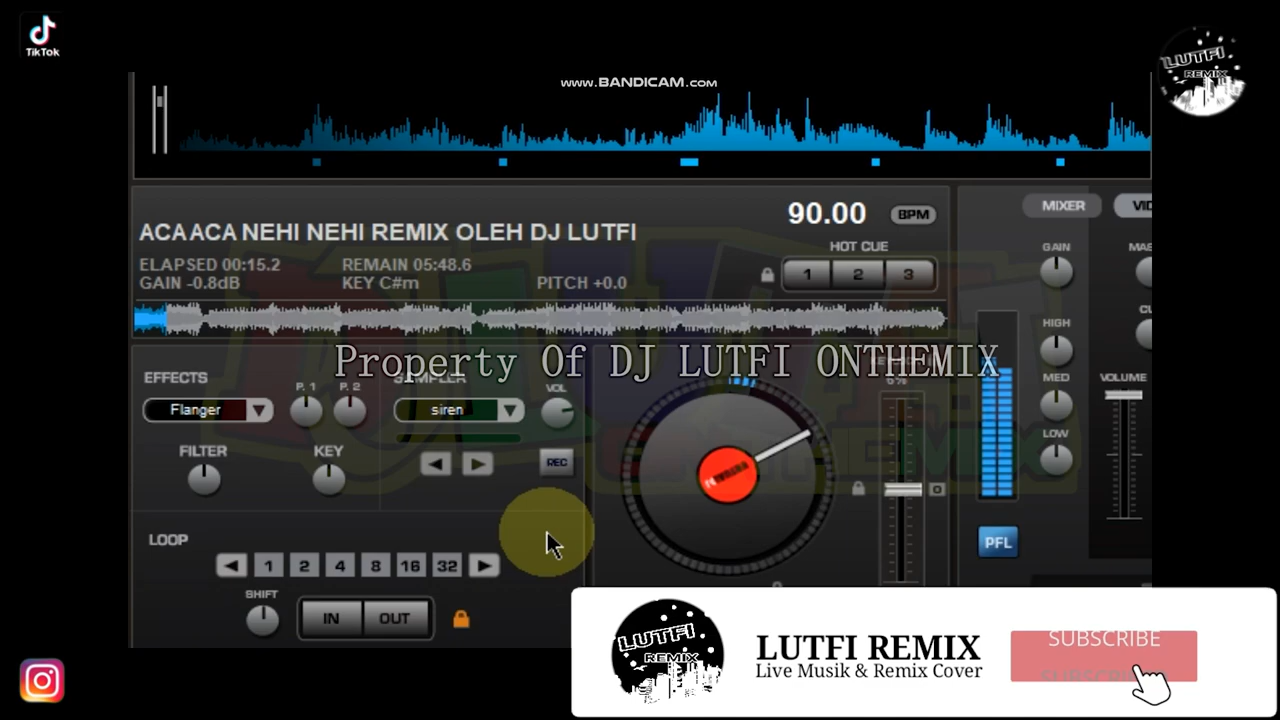 TikTok
LUTFI
REMIX
www.BANDICAM.com
ACA ACA NEHI NEHI REMIX OLEH DJ LUTFI
90.00
BPM
ELAPSED 00:15.2
REMAIN 05:48.6
GAIN -0.8dB
KEY C#m
PITCH +0.0
HOT CUE
1 2 3
MIXER
VID
GAIN
MAS
HIGH
CU
MED
LOW
VOLUME
PFL
Property Of DJ LUTFI ONTHEMIX
EFFECTS
P. 1
P. 2
SAMPLER
VOL
Flanger
siren
FILTER
KEY
REC
LOOP
1 2 4 8 16 32
SHIFT
IN
OUT
LUTFI
REMIX
LUTFI REMIX
Live Musik & Remix Cover
SUBSCRIBE